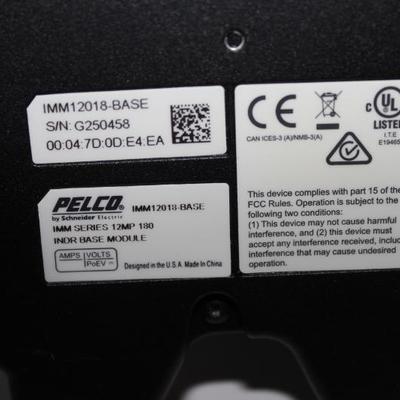 IMM12018-BASE
S/N: G250458
00:04:7D:0D:E4:EA
PELCO
by Schneider Electric
IMM12018-BASE
IMM SERIES 12MP 180
INDR BASE MODULE
AMPS VOLTS
PoEV
Designed in the U.S.A. Made In China
CE
C UL
LISTED
I.T.E
E19465
CAN ICES-3 (A)/NMB-3(A)
This device complies with part 15 of the
FCC Rules. Operation is subject to the
following two conditions:
(1) This device may not cause harmful
interference, and (2) this device must
accept any interference received, includ
interference that may cause undesired
operation.